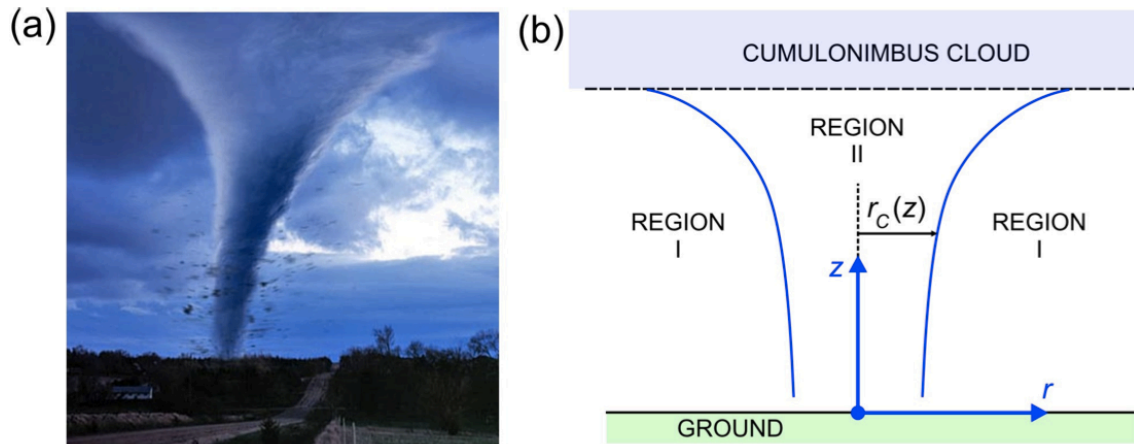 (a)
(b)
CUMULONIMBUS CLOUD
REGION
II
r_C(z)
REGION
I
REGION
I
z
r
GROUND